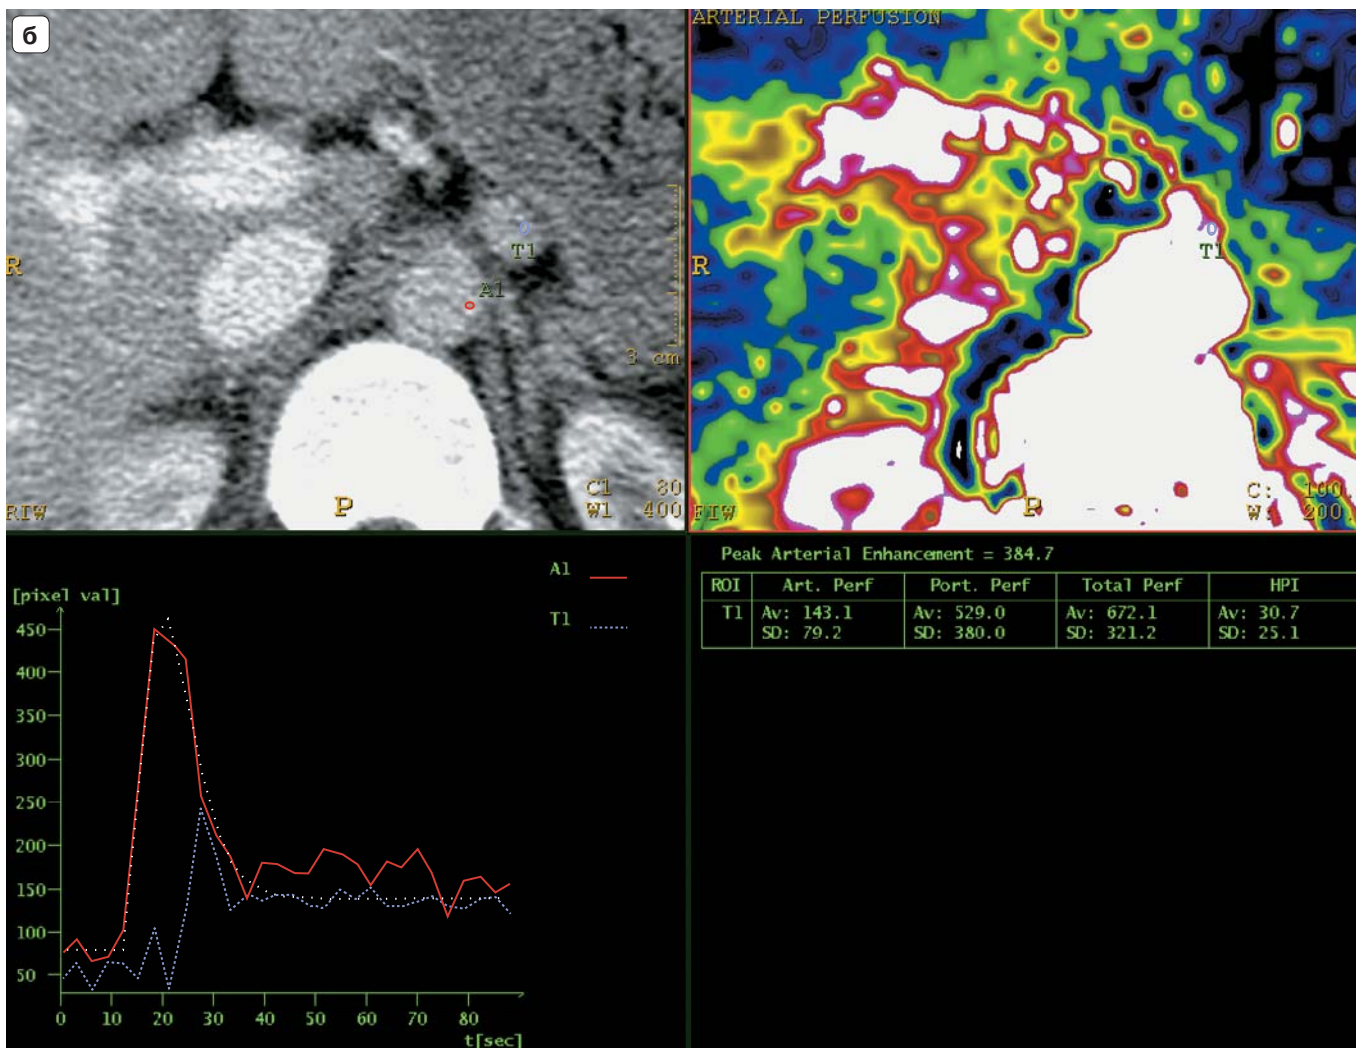 б
T1
A1
R
3 cm
C1 80
W1 400
RIW
P
ARTERIAL PERFUSION
T1
R
C: 100.
W: 200.
FIW
P
A1
T1
[pixel val]
450
400
350
300
250
200
150
100
50
0 10 20 30 40 50 60 70 80
t[sec]
Peak Arterial Enhancement = 384.7
ROI Art. Perf Port. Perf Total Perf HPI
T1 Av: 143.1 Av: 529.0 Av: 672.1 Av: 30.7
SD: 79.2 SD: 380.0 SD: 321.2 SD: 25.1